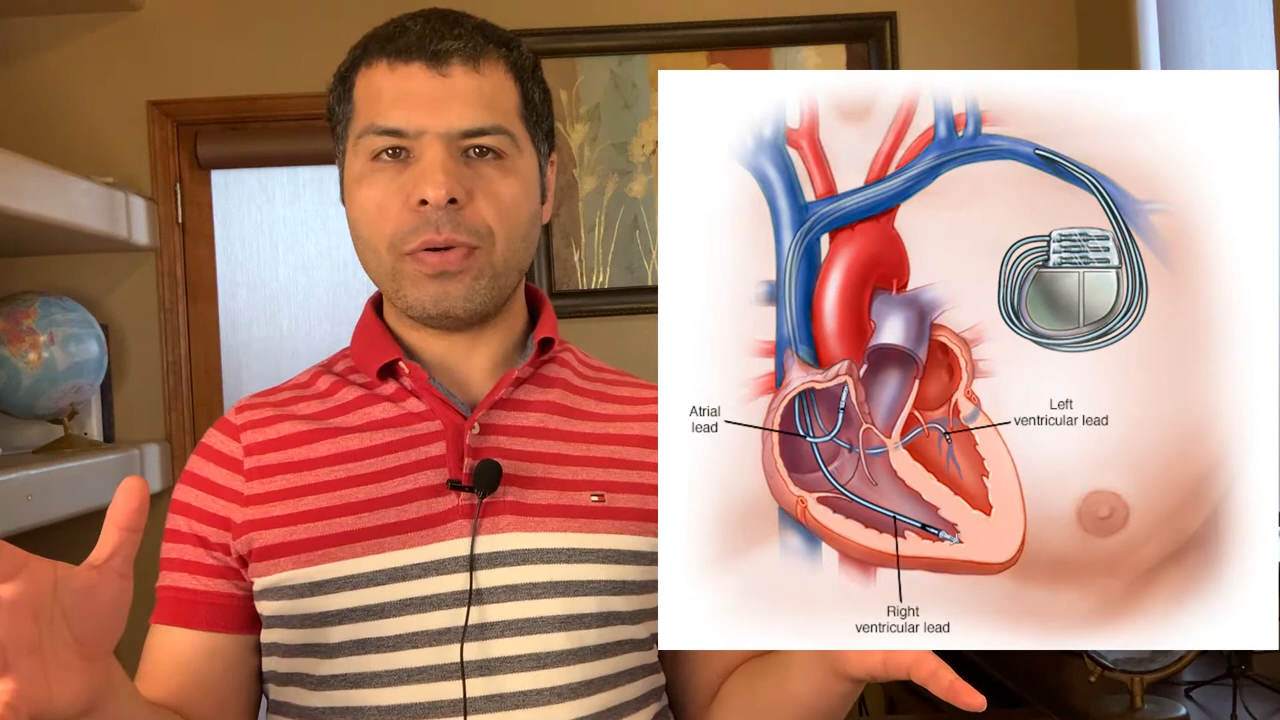 Atrial
lead
Left
ventricular lead
Right
ventricular lead